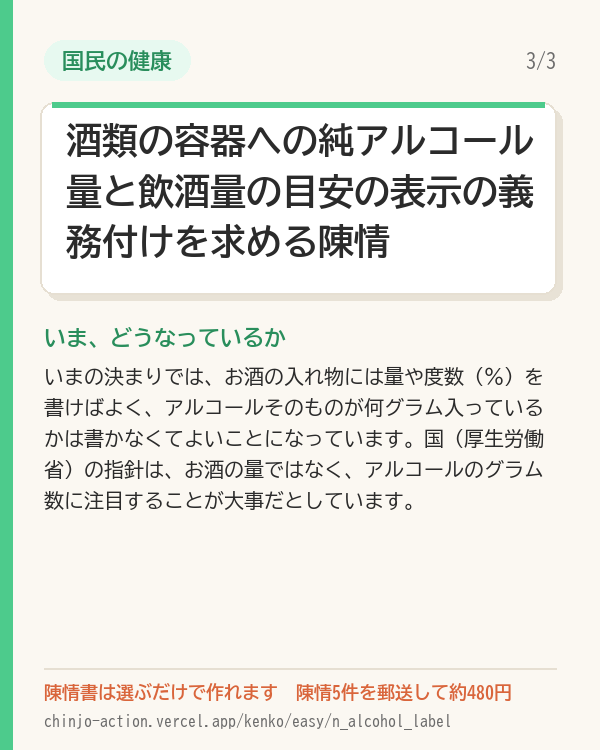 国民の健康
3/3
酒類の容器への純アルコール
量と飲酒量の目安の表示の義
務付けを求める陳情
いま、どうなっているか
いまの決まりでは、お酒の入れ物には量や度数（％）を
書けばよく、アルコールそのものが何グラム入っている
かは書かなくてよいことになっています。国（厚生労働
省）の指針は、お酒の量ではなく、アルコールのグラム
数に注目することが大事だとしています。
陳情書は選ぶだけで作れます　陳情5件を郵送して約480円
chinjo-action.vercel.app/kenko/easy/n_alcohol_label